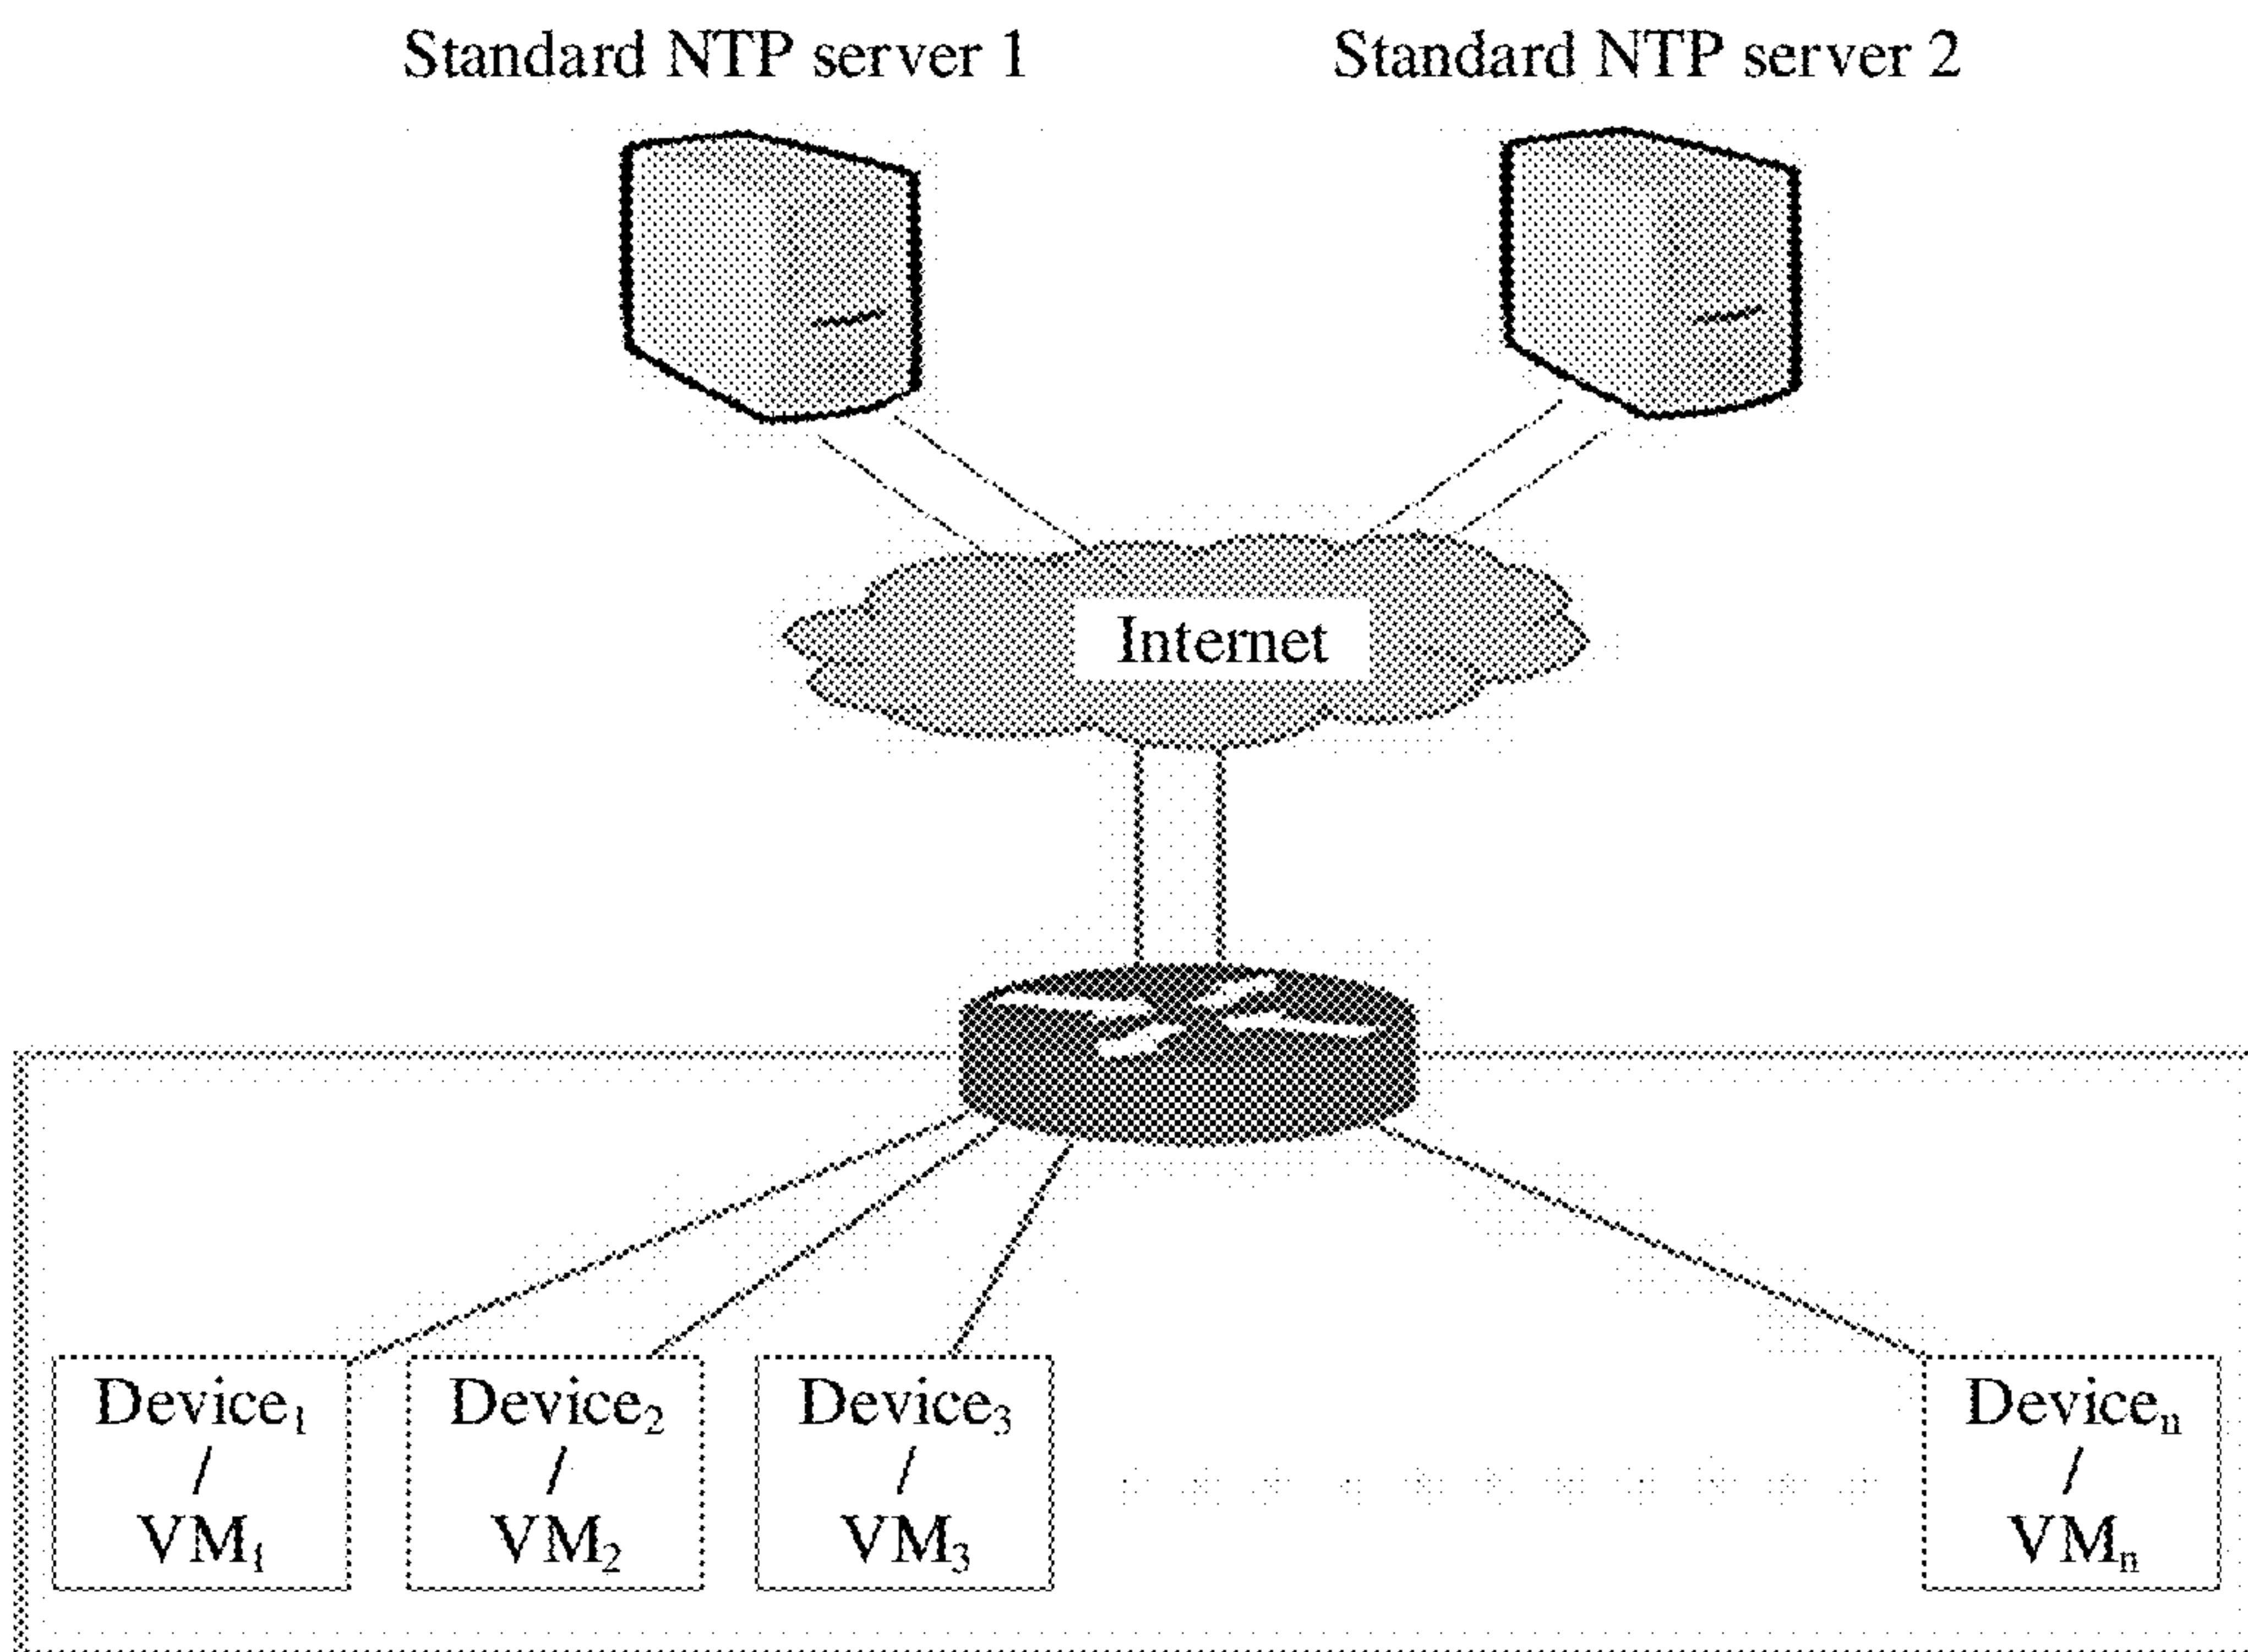 Standard NTP server 1
Standard NTP server 2
Internet
Device₁
/
VM₁
Device₂
/
VM₂
Device₃
/
VM₃
Deviceₙ
/
VMₙ